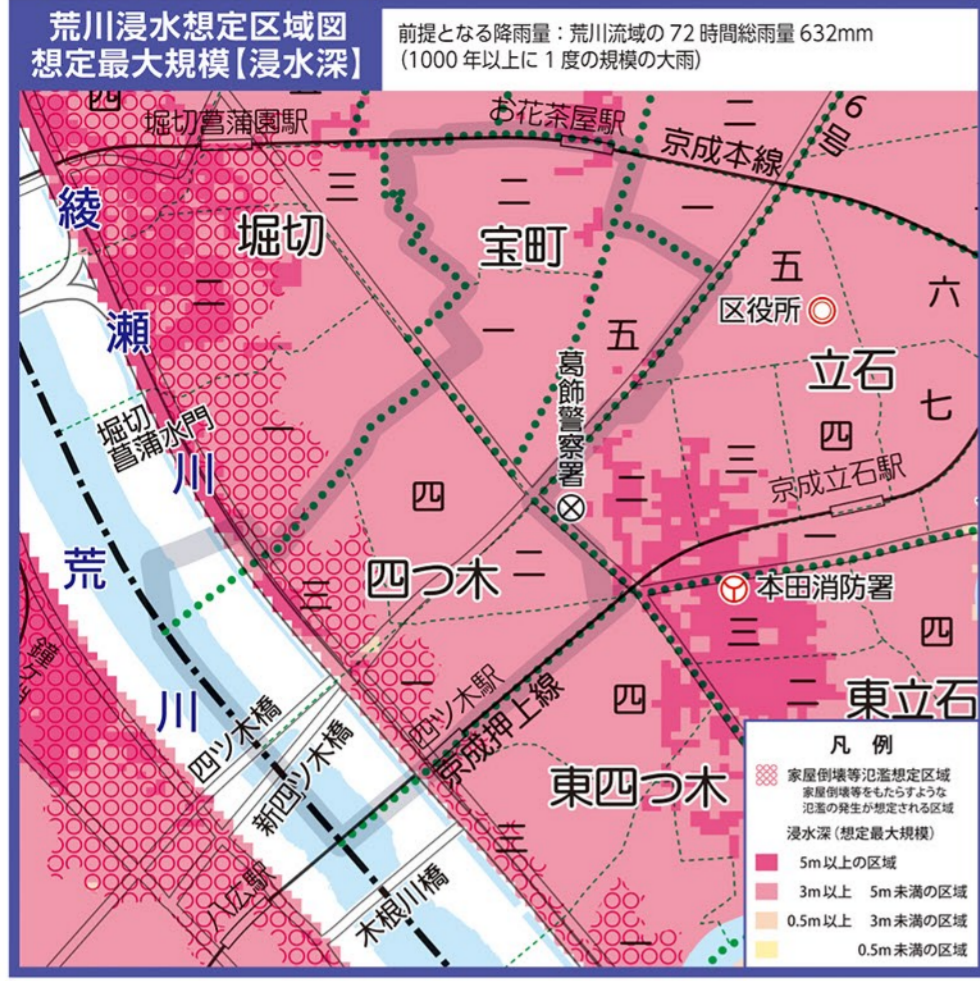 荒川浸水想定区域図
想定最大規模【浸水深】
前提となる降雨量：荒川流域の72時間総雨量632mm
（1000年以上に1度の規模の大雨）
四
堀切菖蒲園駅
お花茶屋駅
二
6号
京成本線
綾瀬川
三
二
一
堀切
宝町
五
六
区役所
二
一
五
立石
葛飾警察署
七
堀切
菖蒲水門
一
四
三
京成立石駅
四
二
一
荒川
四つ木
二
三
本田消防署
三
四
一
四ツ木駅
四
二
東立石
四ツ木橋
京成押上線
新四ツ木橋
東四つ木
三
八広駅
木根川橋
一
凡例
家屋倒壊等氾濫想定区域
家屋倒壊等をもたらすような
氾濫の発生が想定される区域
浸水深（想定最大規模）
5m以上の区域
3m以上 5m未満の区域
0.5m以上 3m未満の区域
0.5m未満の区域